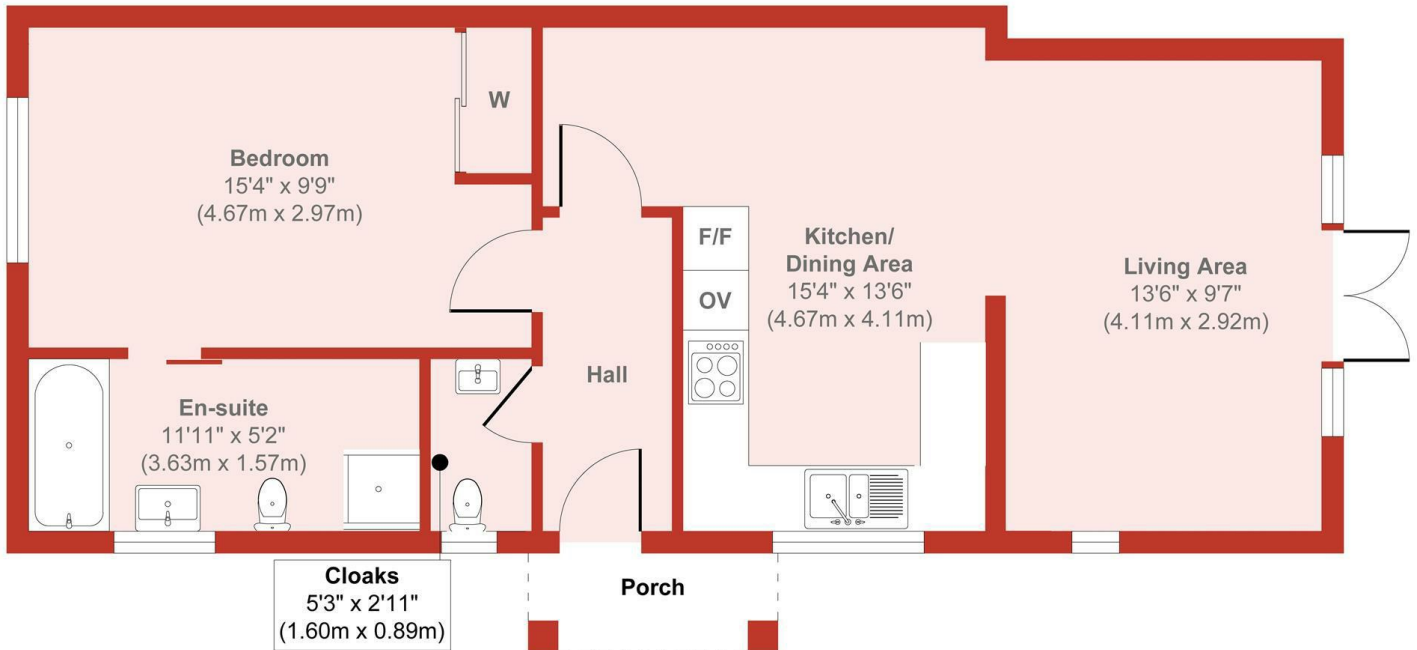 W
Bedroom
15'4" x 9'9"
(4.67m x 2.97m)
F/F
OV
Kitchen/
Dining Area
15'4" x 13'6"
(4.67m x 4.11m)
Living Area
13'6" x 9'7"
(4.11m x 2.92m)
Hall
En-suite
11'11" x 5'2"
(3.63m x 1.57m)
Cloaks
5'3" x 2'11"
(1.60m x 0.89m)
Porch